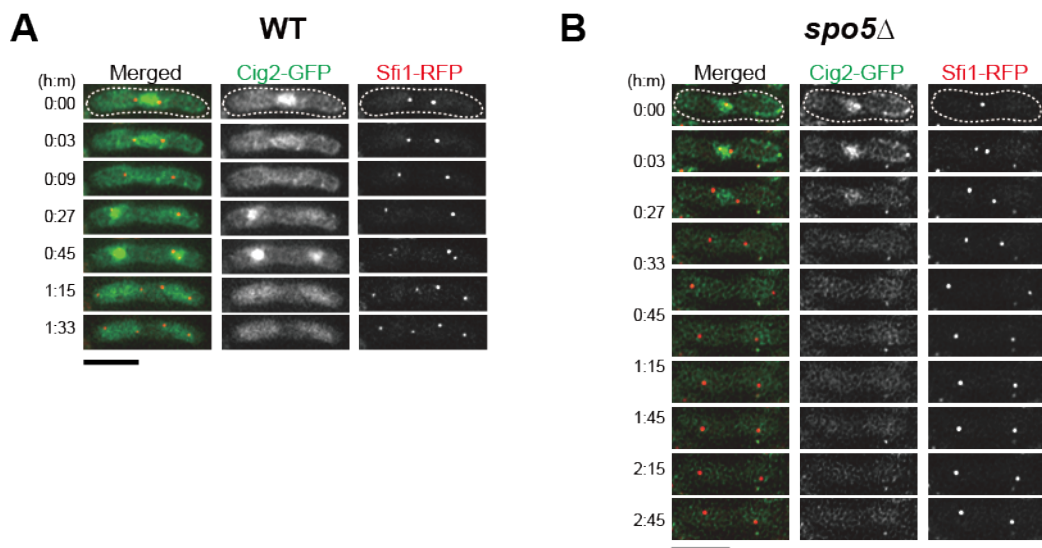 A
WT
(h:m)
Merged
Cig2-GFP
Sfi1-RFP
0:00
0:03
0:09
0:27
0:45
1:15
1:33
B
spo5Δ
(h:m)
Merged
Cig2-GFP
Sfi1-RFP
0:00
0:03
0:27
0:33
0:45
1:15
1:45
2:15
2:45